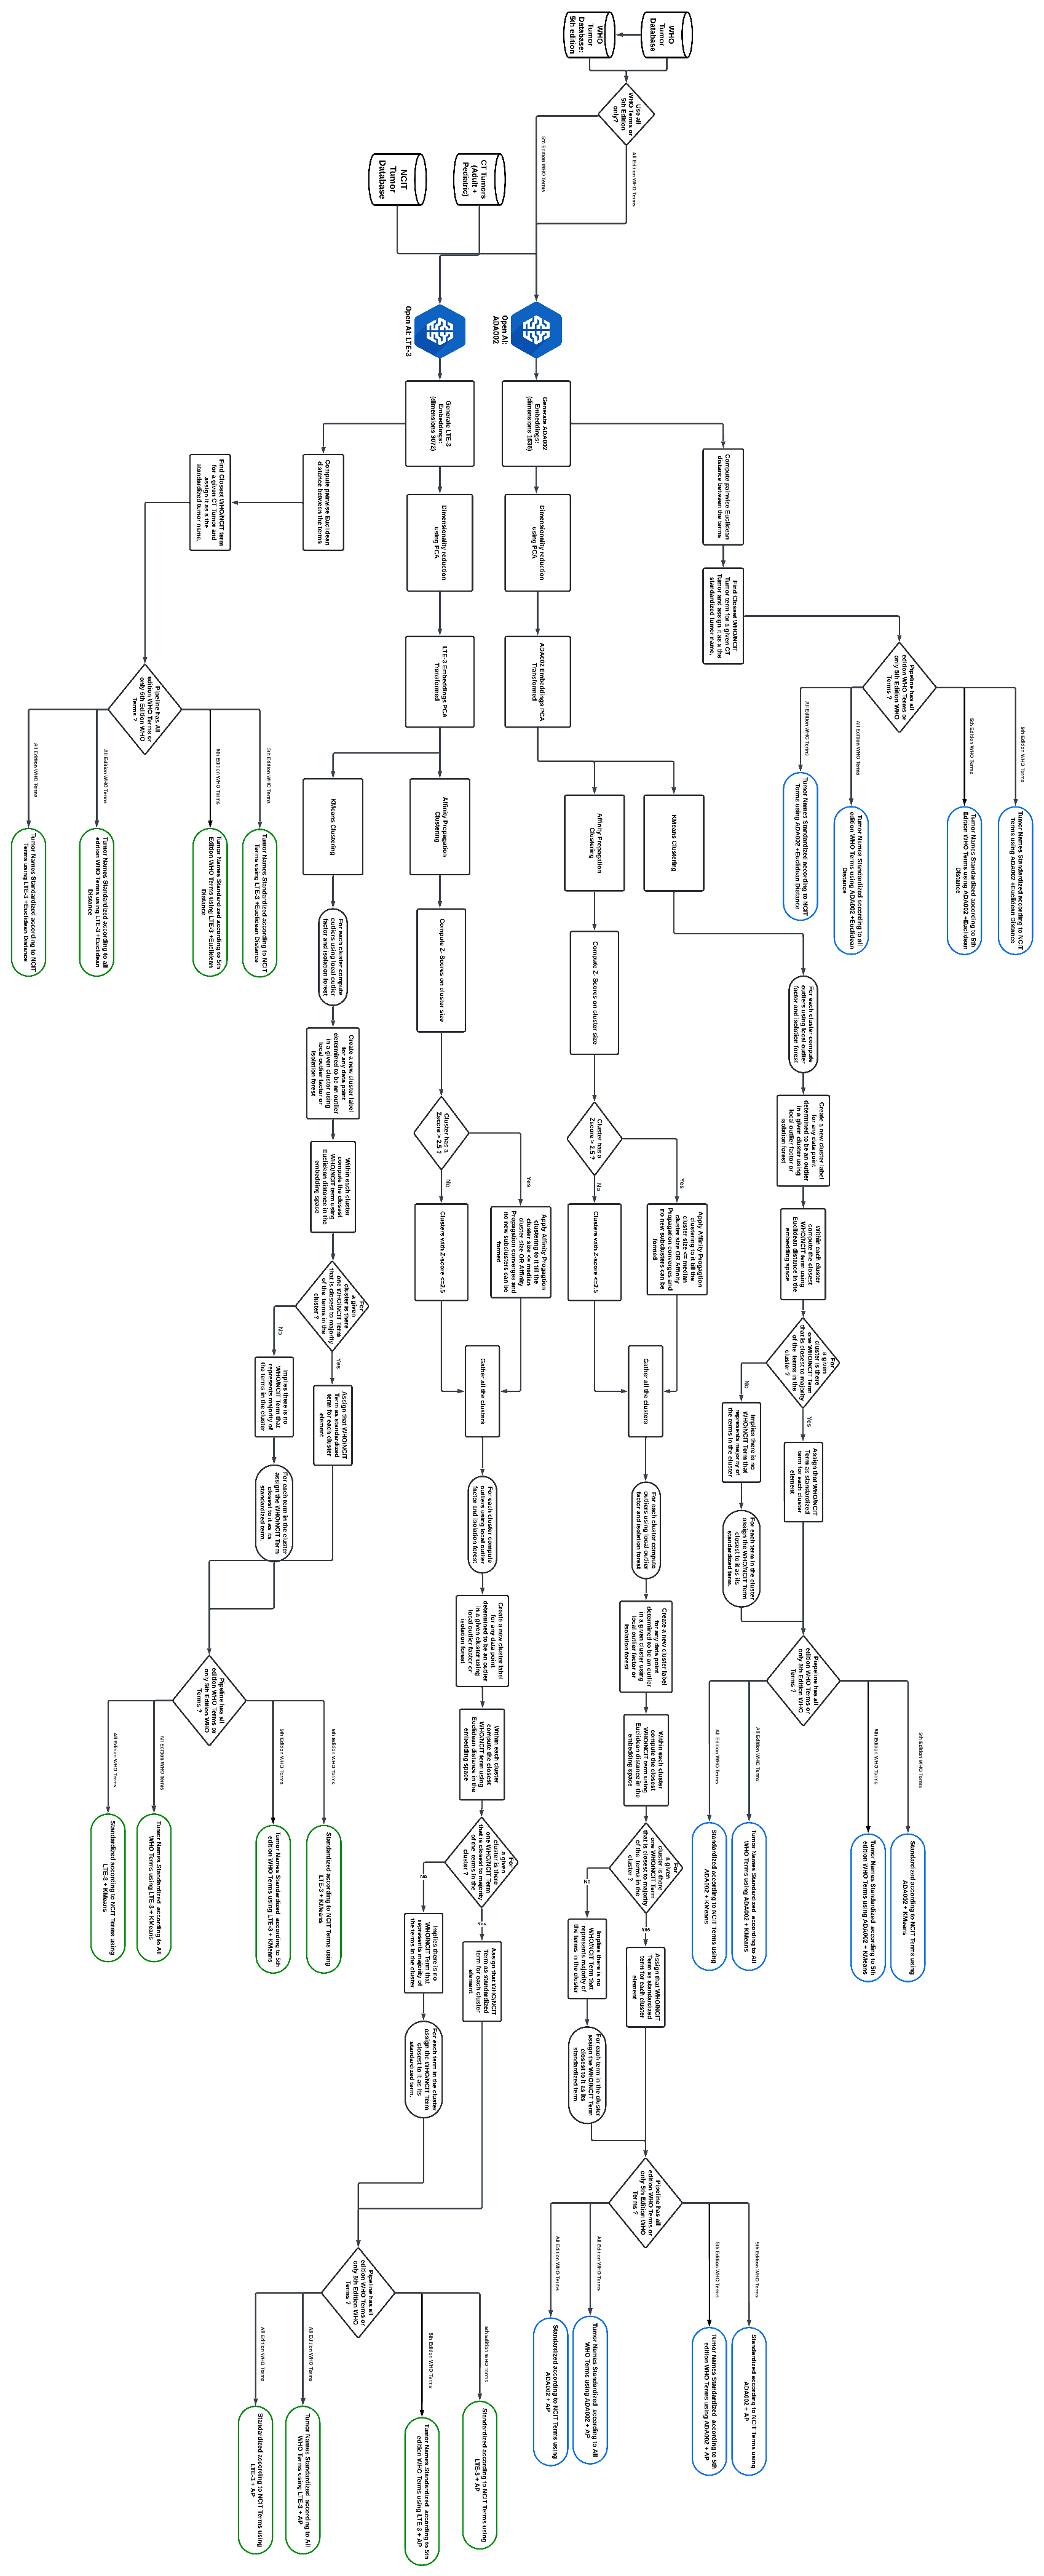 WHO
Tumor
Database
WHO
Tumor
Database:
5th edition
Use all
WHO Terms or
5th Edition
only?
All Edition WHO Terms
5th Edition WHO Terms
CT Tumors
(Adult +
Pediatric)
NCIT
Tumor
Database
Open AI:
ADA002
Open AI: LTE-3
Generate ADA002
Embeddings:
(dimensions 1536)
Generate LTE-3
Embeddings:
(dimensions 3072)
Compute pairwise Euclidean
distance between the terms
Find Closest WHO/NCIT
Tumor term for a given CT
Tumor and assign it as a the
standardized tumor name.
Pipeline has all
edition WHO Terms or
only 5th Edition WHO
Terms ?
5th Edition WHO Terms
5th Edition WHO Terms
All Edition WHO Terms
All Edition WHO Terms
Tumor Names Standardized according to NCIT
Terms using ADA002 +Euclidean Distance
Tumor Names Standardized according to 5th
Edition WHO Terms using ADA002 +Euclidean
Distance
Tumor Names Standardized according to all
edition WHO Terms using ADA002 +Euclidean
Distance
Tumor Names Standardized according to NCIT
Terms using ADA002 +Euclidean Distance
Dimensionality reduction
using PCA
ADA002 Embeddings PCA
Transformed
KMeans Clustering
For each cluster compute
outliers using local outlier
factor and isolation forest
Create a new cluster label
for any data point
determined to be an outlier
in a given cluster using
local outlier factor or
isolation forest
Within each cluster
compute the closest
WHO/NCIT term using
Euclidean distance in the
embedding space
For
a given
cluster is there
one WHO/NCIT Term
that is closest to majority
of the terms in the
cluster ?
Yes
No
Assign that WHO/NCIT
Term as standardized
term for each cluster
element
Implies there is no
WHO/NCIT Term that
represents majority of
the terms in the cluster
For each term in the cluster
assign the WHO/NCIT Term
closest to it as its
standardized term.
Piepeline has all
edition WHO Terms or
only 5th Edition WHO
Terms ?
5th Edition WHO Terms
5th Edition WHO Terms
All Edition WHO Terms
All Edition WHO Terms
Standardized according to NCIT Terms using
ADA002 + KMeans
Tumor Names Standardized according to 5th
edition WHO Terms using ADA002 + KMeans
Tumor Names Standardized according to All
WHO Terms using ADA002 + KMeans
Standardized according to NCIT Terms using
ADA002 + KMeans
Affinity Propagation
Clustering
Compute Z- Scores on cluster size
Cluster has a
Zscore > 2.5 ?
Yes
No
Apply Affinity Propagtion
clustering to it till the
cluster size <= median
cluster size OR Affinity
Propagation converges and
no new subclusters can be
formed
Clusters with Z-score <=2.5
Gather all the clusters
For each cluster compute
outliers using local outlier
factor and isolation forest
Create a new cluster label
for any data point
determined to be an outlier
in a given cluster using
local outlier factor or
isolation forest
Within each cluster
compute the closest
WHO/NCIT term using
Euclidean distance in the
embedding space
For
a given
cluster is there
one WHO/NCIT Term
that is closest to majority
of the terms in the
cluster ?
Yes
No
Assign that WHO/NCIT
Term as standardized
term for each cluster
element
Implies there is no
WHO/NCIT Term that
represents majority of
the terms in the cluster
For each term in the cluster
assign the WHO/NCIT Term
closest to it as its
standardized term.
Pipeline has all
edition WHO Terms or
only 5th Edition WHO
Terms ?
5th Edition WHO Terms
5th Edition WHO Terms
All Edition WHO Terms
All Edition WHO Terms
Standardized according to NCIT Terms using
ADA002 + AP
Tumor Names Standardized according to 5th
edition WHO Terms using ADA002 + AP
Tumor Names Standardized according to All
WHO Terms using ADA002 + AP
Standardized according to NCIT Terms using
ADA002 + AP
Dimensionality reduction
using PCA
LTE-3 Embeddings PCA
Transformed
Affinity Propagation
Clustering
Compute Z- Scores on cluster size
Cluster has a
Zscore > 2.5 ?
Yes
No
Apply Affinity Propagtion
clustering to it till the
cluster size <= median
cluster size OR Affinity
Propagation converges and
no new subclusters can be
formed
Clusters with Z-score <=2.5
Gather all the clusters
For each cluster compute
outliers using local outlier
factor and isolation forest
Create a new cluster label
for any data point
determined to be an outlier
in a given cluster using
local outlier factor or
isolation forest
Within each cluster
compute the closest
WHO/NCIT term using
Euclidean distance in the
embedding space
For
a given
cluster is there
one WHO/NCIT Term
that is closest to majority
of the terms in the
cluster ?
Yes
No
Assign that WHO/NCIT
Term as standardized
term for each cluster
element
Implies there is no
WHO/NCIT Term that
represents majority of
the terms in the cluster
For each term in the cluster
assign the WHO/NCIT Term
closest to it as its
standardized term.
Pipeline has all
edition WHO Terms or
only 5th Edition WHO
Terms ?
5th Edition WHO Terms
5th Edition WHO Terms
All Edition WHO Terms
All Edition WHO Terms
Standardized according to NCIT Terms using
LTE-3 + AP
Tumor Names Standardized according to 5th
edition WHO Terms using LTE-3 + AP
Tumor Names Standardized according to All
WHO Terms using LTE-3 + AP
Standardized according to NCIT Terms using
LTE-3 + AP
KMeans Clustering
For each cluster compute
outliers using local outlier
factor and isolation forest
Create a new cluster label
for any data point
determined to be an outlier
in a given cluster using
local outlier factor or
isolation forest
Within each cluster
compute the closest
WHO/NCIT term using
Euclidean distance in the
embedding space
For
a given
cluster is there
one WHO/NCIT Term
that is closest to majority
of the terms in the
cluster ?
Yes
No
Assign that WHO/NCIT
Term as standardized
term for each cluster
element
Implies there is no
WHO/NCIT Term that
represents majority of
the terms in the cluster
For each term in the cluster
assign the WHO/NCIT Term
closest to it as its
standardized term.
Pipeline has all
edition WHO Terms or
only 5th Edition WHO
Terms ?
5th Edition WHO Terms
5th Edition WHO Terms
All Edition WHO Terms
All Edition WHO Terms
Standardized according to NCIT Terms using
LTE-3 + KMeans
Tumor Names Standardized according to 5th
edition WHO Terms using LTE-3 + KMeans
Tumor Names Standardized according to All
WHO Terms using LTE-3 + KMeans
Standardized according to NCIT Terms using
LTE-3 + KMeans
Compute pairwise Euclidean
distance between the terms
Find Closest WHO/NCIT term
for a given CT Tumor and
assign it as a the
standardized tumor name.
Pipeline has All
edition WHO Terms or
only 5th Edition WHO
Terms ?
5th Edition WHO Terms
5th Edition WHO Terms
All Edition WHO Terms
All Edition WHO Terms
Tumor Names Standardized according to NCIT
Terms using LTE-3 +Euclidean Distance
Tumor Names Standardized according to 5th
Edition WHO Terms using LTE-3 +Euclidean
Distance
Tumor Names Standardized according to all
edition WHO Terms using LTE-3 +Euclidean
Distance
Tumor Names Standardized according to NCIT
Terms using LTE-3 +Euclidean Distance